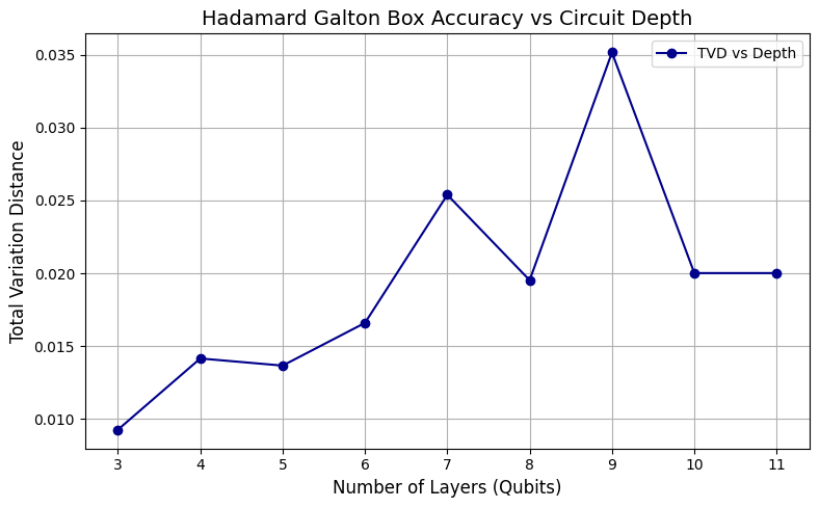 Hadamard Galton Box Accuracy vs Circuit Depth
TVD vs Depth
Total Variation Distance
0.035
0.030
0.025
0.020
0.015
0.010
3 4 5 6 7 8 9 10 11
Number of Layers (Qubits)